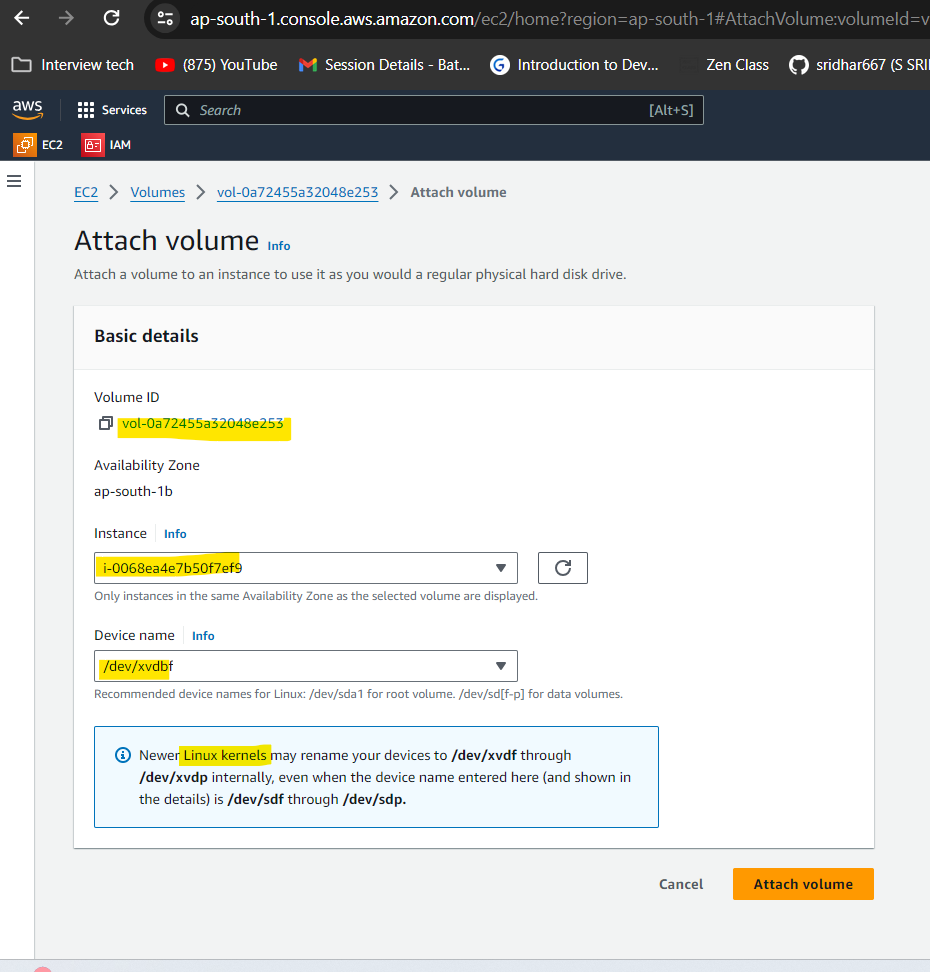 ap-south-1.console.aws.amazon.com/ec2/home?region=ap-south-1#AttachVolume:volumeId=v
Interview tech (875) YouTube Session Details - Bat... Introduction to Dev... Zen Class sridhar667 (S SRI
aws Services Search [Alt+S]
EC2 IAM
EC2 > Volumes > vol-0a72455a32048e253 > Attach volume
Attach volume Info
Attach a volume to an instance to use it as you would a regular physical hard disk drive.
Basic details
Volume ID
vol-0a72455a32048e253
Availability Zone
ap-south-1b
Instance Info
i-0068ea4e7b50f7ef9
Only instances in the same Availability Zone as the selected volume are displayed.
Device name Info
/dev/xvdbf
Recommended device names for Linux: /dev/sda1 for root volume. /dev/sd[f-p] for data volumes.
Newer Linux kernels may rename your devices to /dev/xvdf through
/dev/xvdp internally, even when the device name entered here (and shown in
the details) is /dev/sdf through /dev/sdp.
Cancel Attach volume